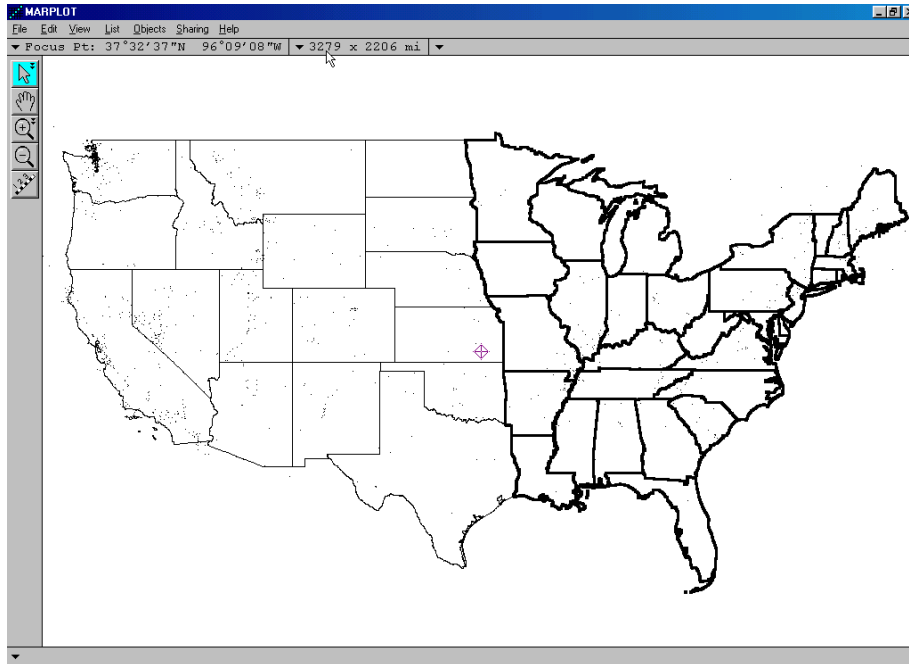 MARPLOT
File Edit View List Objects Sharing Help
Focus Pt: 37°32'37"N 96°09'08"W 3279 x 2206 mi
123